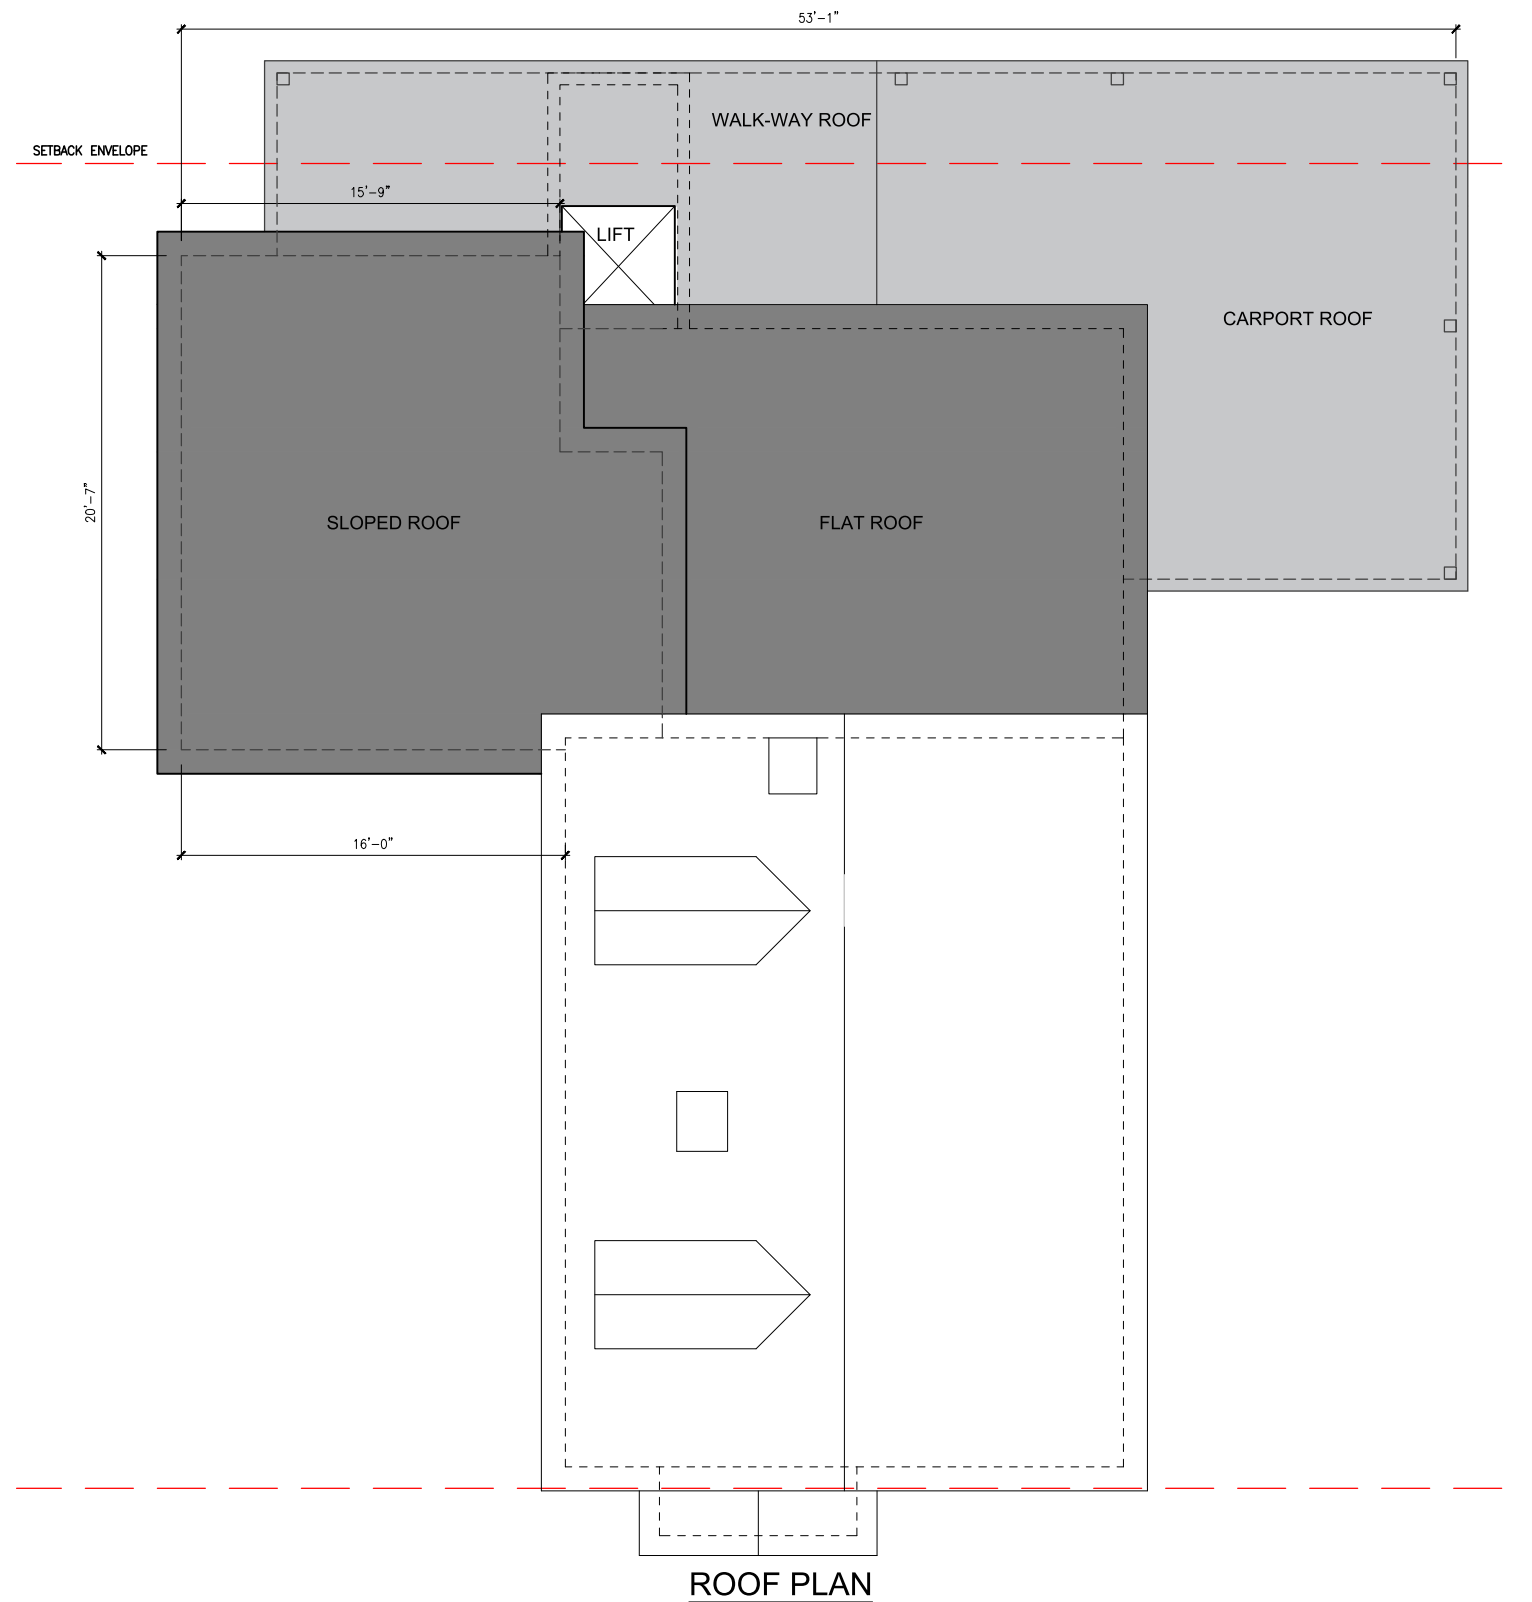 53'-1"
WALK-WAY ROOF
SETBACK ENVELOPE
15'-9"
LIFT
CARPORT ROOF
20'-7"
SLOPED ROOF
FLAT ROOF
16'-0"
ROOF PLAN